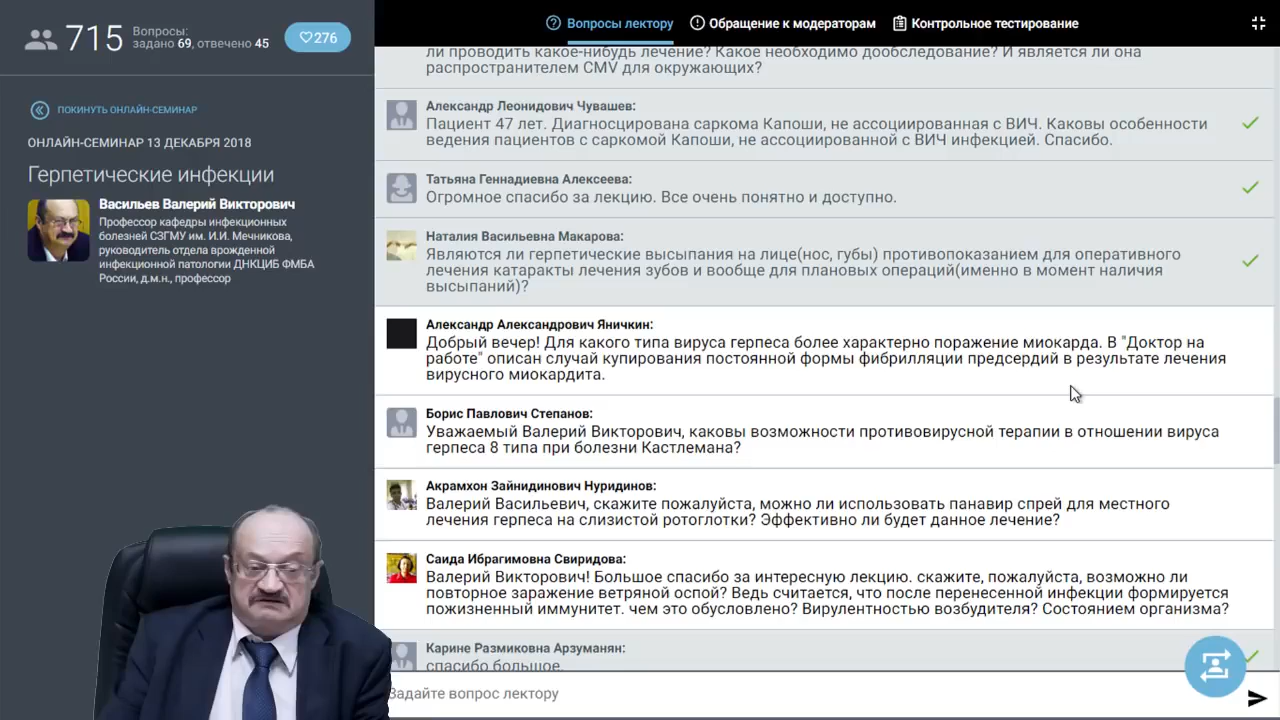 715
Вопросы:
задано 69, отвечено 45
276
ПОКИНУТЬ ОНЛАЙН-СЕМИНАР
ОНЛАЙН-СЕМИНАР 13 ДЕКАБРЯ 2018
Герпетические инфекции
Васильев Валерий Викторович
Профессор кафедры инфекционных
болезней СЗГМУ им. И.И. Мечникова,
руководитель отдела врожденной
инфекционной патологии ДНКЦИБ ФМБА
России, д.м.н., профессор
Вопросы лектору
Обращение к модераторам
Контрольное тестирование
ли проводить какое-нибудь лечение? Какое необходимо дообследование? И является ли она
распространителем CMV для окружающих?
Александр Леонидович Чувашев:
Пациент 47 лет. Диагносцирована саркома Капоши, не ассоциированная с ВИЧ. Каковы особенности
ведения пациентов с саркомой Капоши, не ассоциированной с ВИЧ инфекцией. Спасибо.
Татьяна Геннадиевна Алексеева:
Огромное спасибо за лекцию. Все очень понятно и доступно.
Наталия Васильевна Макарова:
Являются ли герпетические высыпания на лице(нос, губы) противопоказанием для оперативного
лечения катаракты лечения зубов и вообще для плановых операций(именно в момент наличия
высыпаний)?
Александр Александрович Яничкин:
Добрый вечер! Для какого типа вируса герпеса более характерно поражение миокарда. В "Доктор на
работе" описан случай купирования постоянной формы фибрилляции предсердий в результате лечения
вирусного миокардита.
Борис Павлович Степанов:
Уважаемый Валерий Викторович, каковы возможности противовирусной терапии в отношении вируса
герпеса 8 типа при болезни Кастлемана?
Акрамхон Зайнидинович Нуридинов:
Валерий Васильевич, скажите пожалуйста, можно ли использовать панавир спрей для местного
лечения герпеса на слизистой ротоглотки? Эффективно ли будет данное лечение?
Саида Ибрагимовна Свиридова:
Валерий Викторович! Большое спасибо за интересную лекцию. скажите, пожалуйста, возможно ли
повторное заражение ветряной оспой? Ведь считается, что после перенесенной инфекции формируется
пожизненный иммунитет. чем это обусловлено? Вирулентностью возбудителя? Состоянием организма?
Карине Размиковна Арзуманян:
спасибо большое.
Задайте вопрос лектору